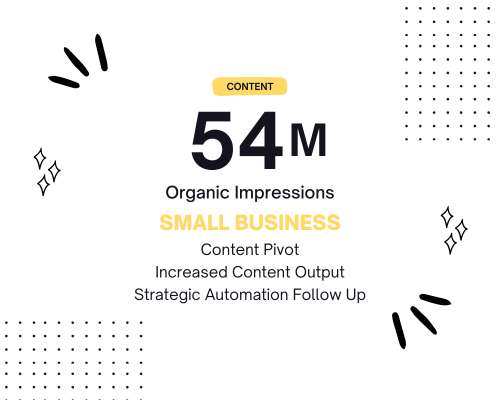 CONTENT
54M
Organic Impressions
SMALL BUSINESS
Content Pivot
Increased Content Output
Strategic Automation Follow Up